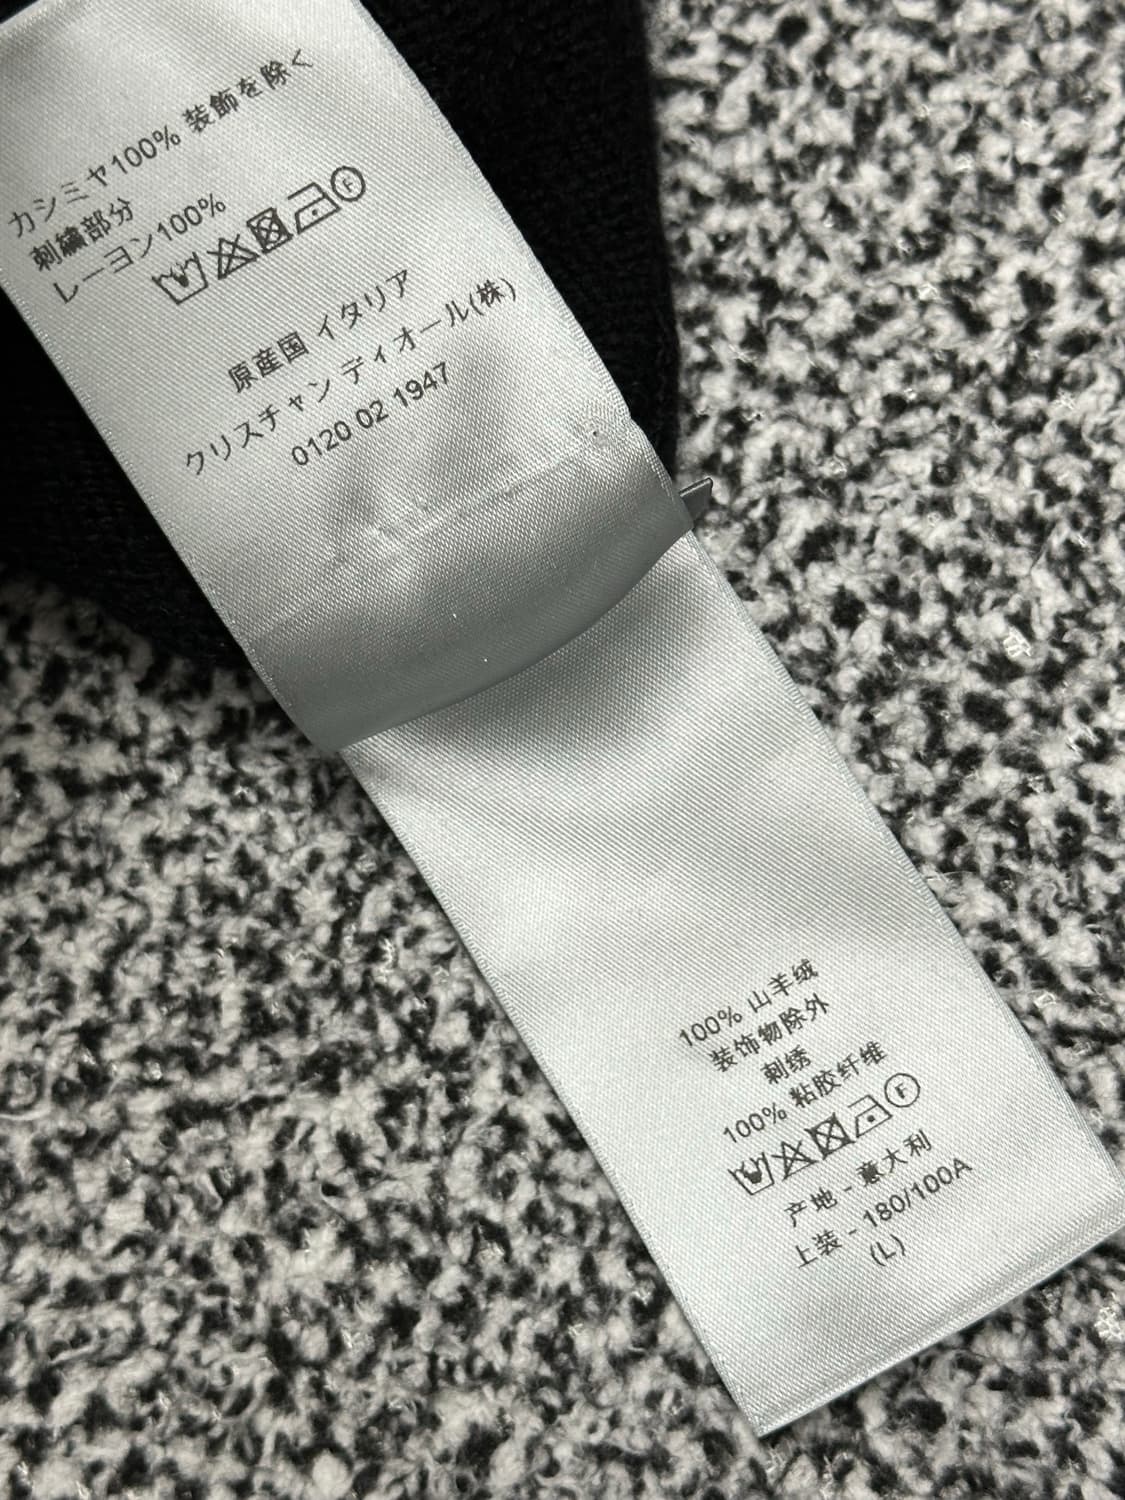 カシミヤ100% 装飾を除く
刺繍部分
レーヨン100%
F
原産国 イタリア
クリスチャン ディオール(株)
0120 02 1947
100% 山羊绒
装饰物除外
刺绣
100% 粘胶纤维
F
产地 - 意大利
上装 - 180/100A
(L)